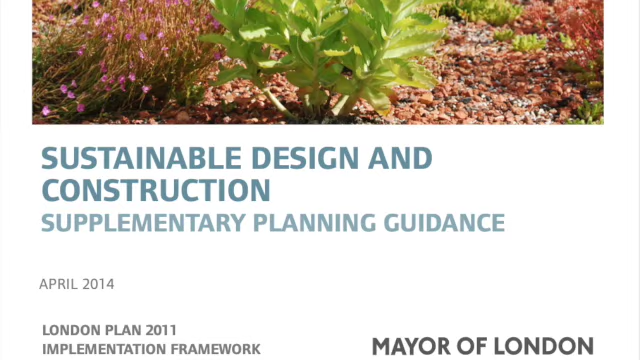 SUSTAINABLE DESIGN AND
CONSTRUCTION
SUPPLEMENTARY PLANNING GUIDANCE
APRIL 2014
LONDON PLAN 2011
IMPLEMENTATION FRAMEWORK
MAYOR OF LONDON